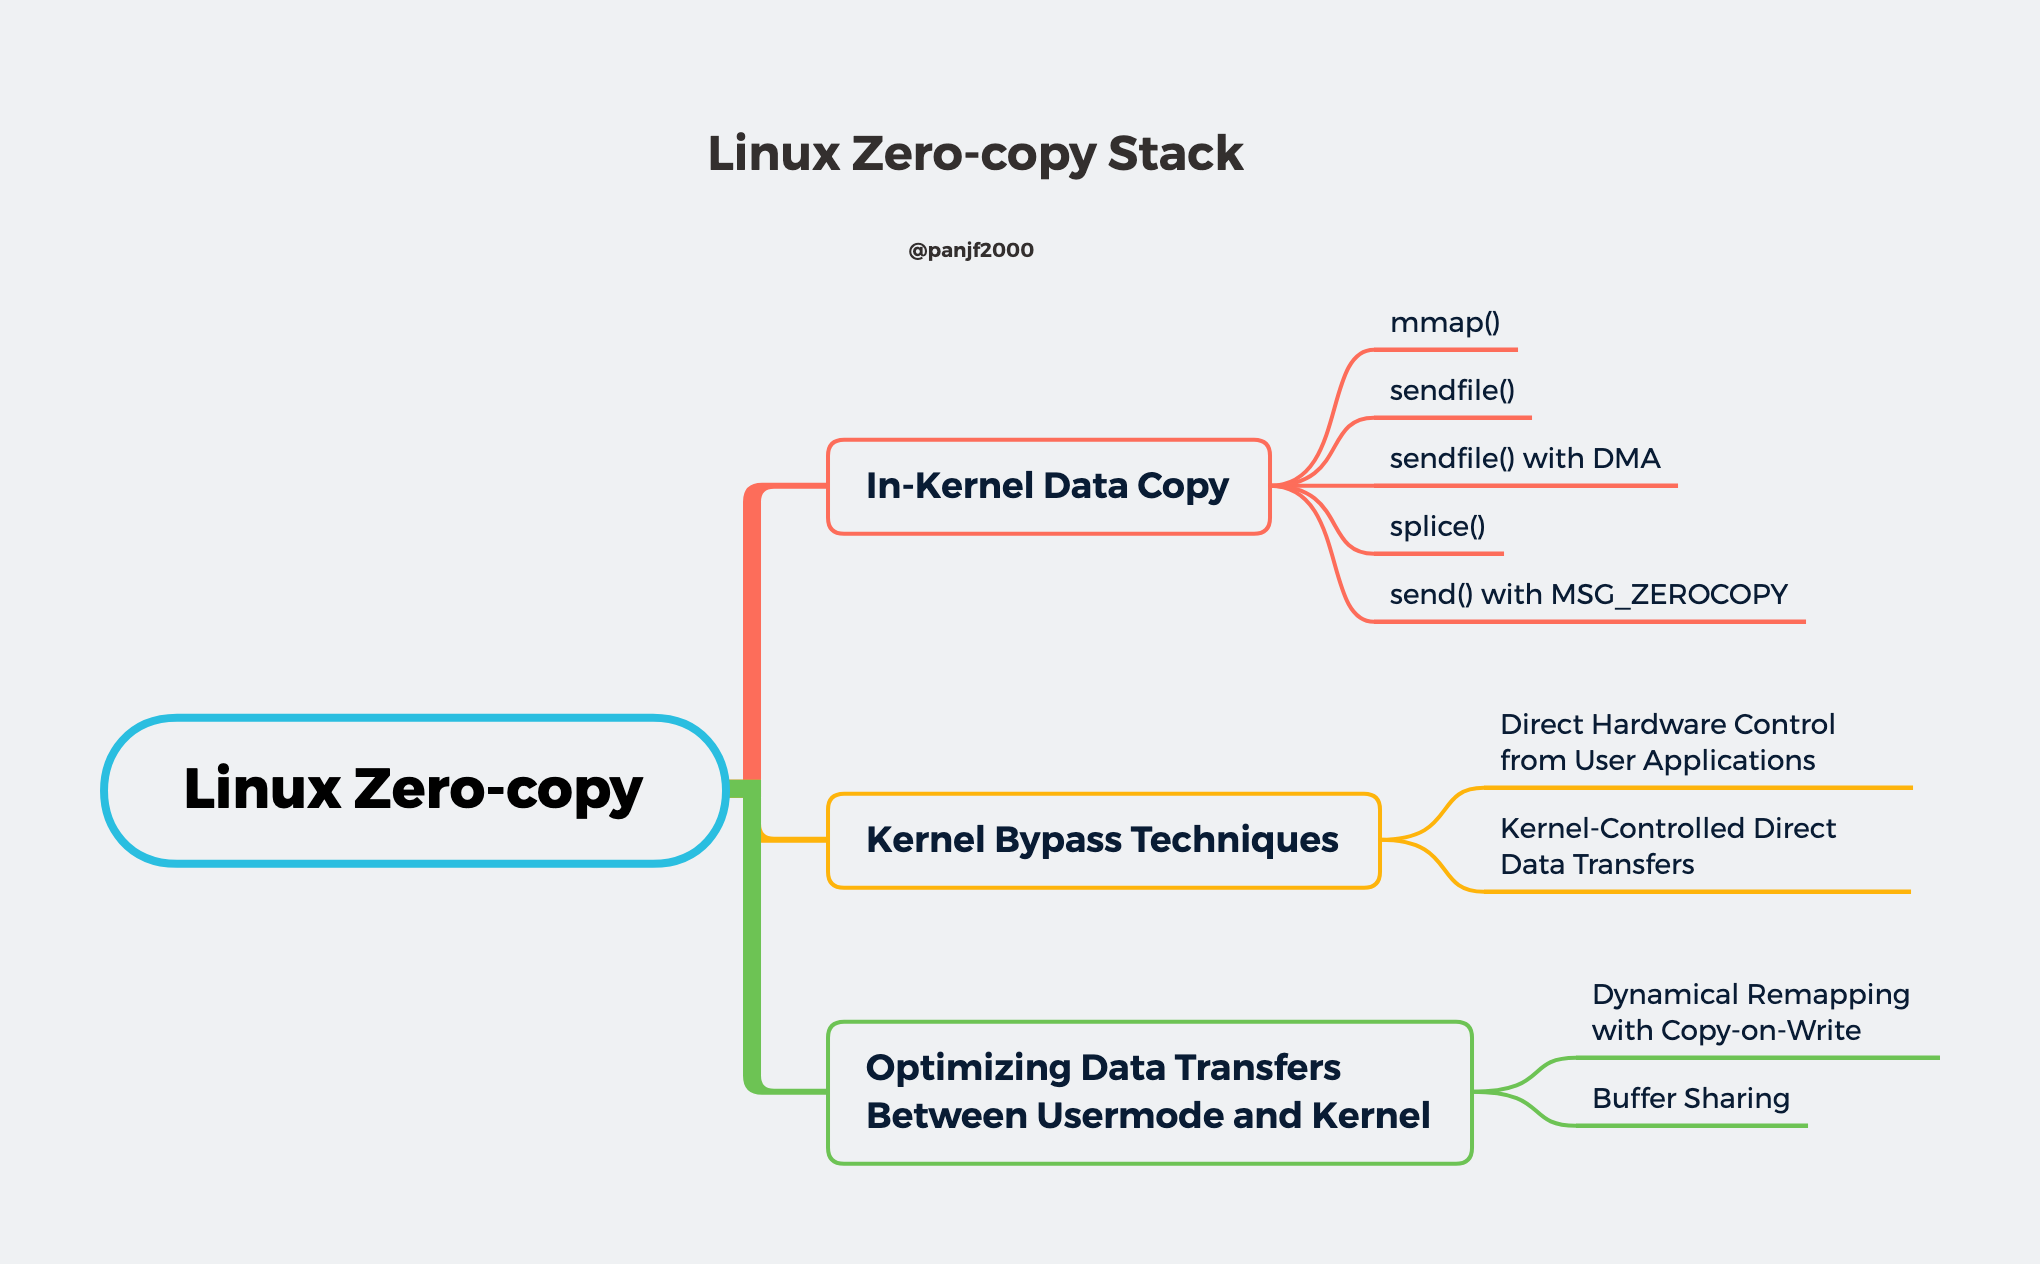 Linux Zero-copy Stack
@panjf2000
Linux Zero-copy
In-Kernel Data Copy
mmap()
sendfile()
sendfile() with DMA
splice()
send() with MSG_ZEROCOPY
Kernel Bypass Techniques
Direct Hardware Control
from User Applications
Kernel-Controlled Direct
Data Transfers
Optimizing Data Transfers
Between Usermode and Kernel
Dynamical Remapping
with Copy-on-Write
Buffer Sharing